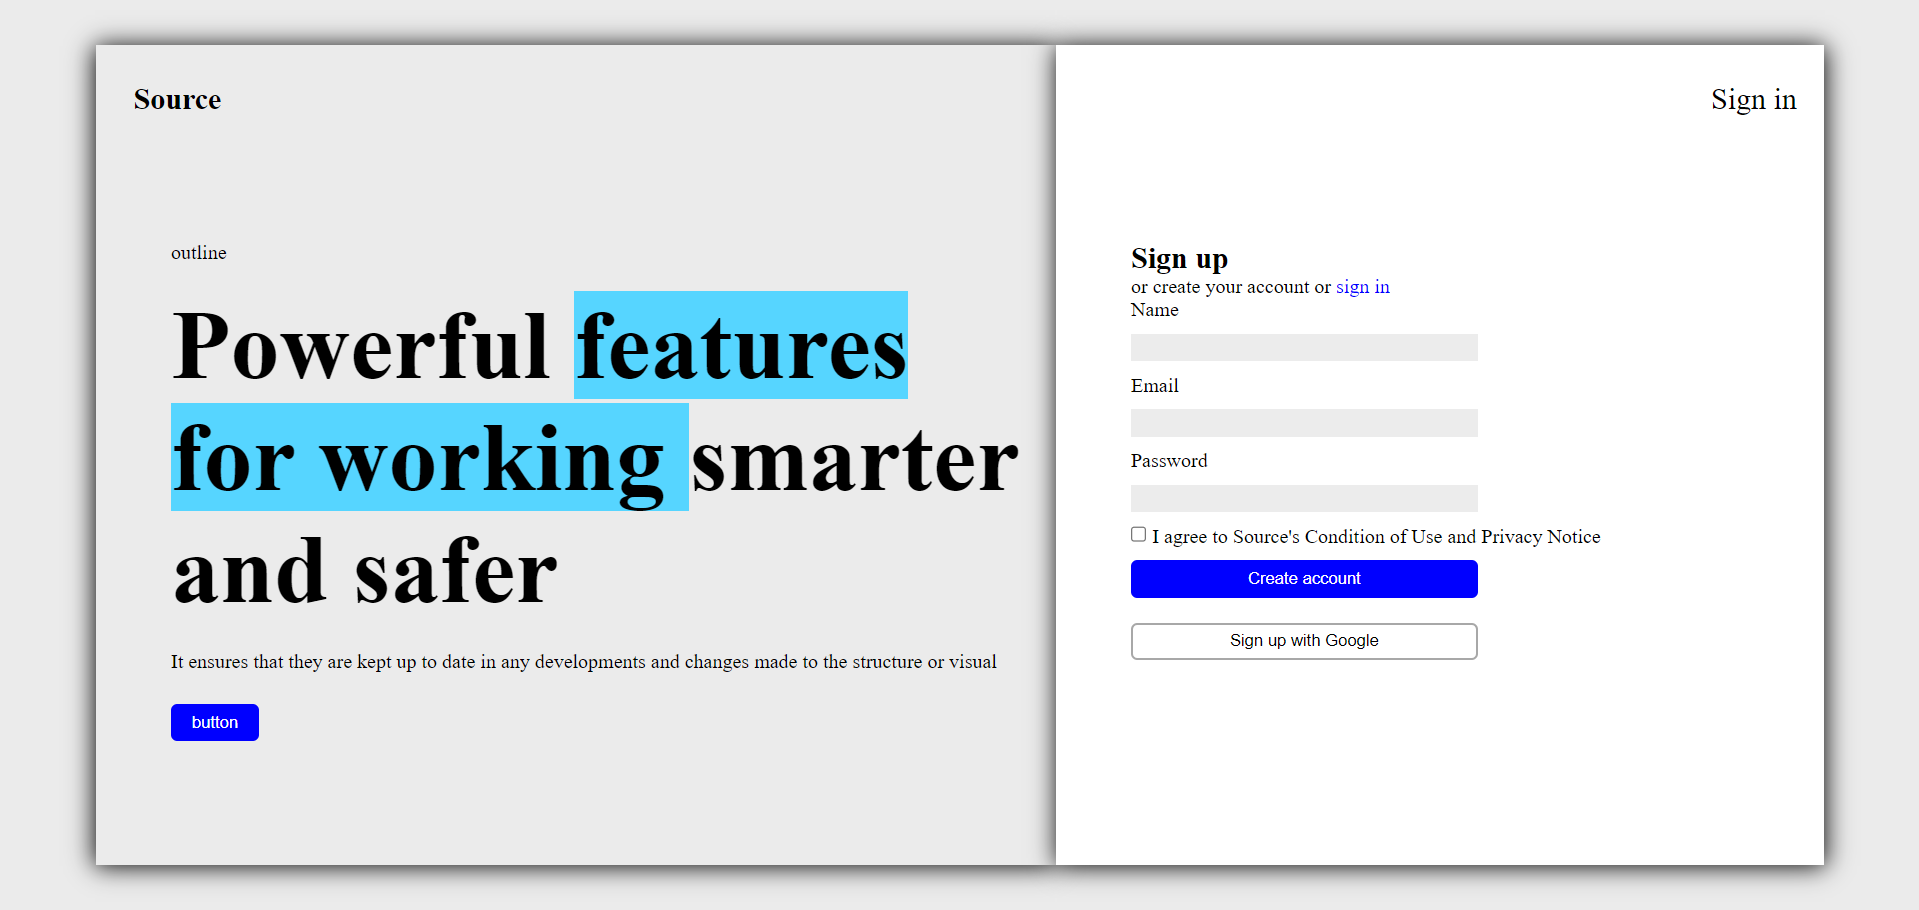 Source
outline
Powerful features
for working smarter
and safer
It ensures that they are kept up to date in any developments and changes made to the structure or visual
button
Sign in
Sign up
or create your account or sign in
Name
Email
Password
I agree to Source's Condition of Use and Privacy Notice
Create account
Sign up with Google